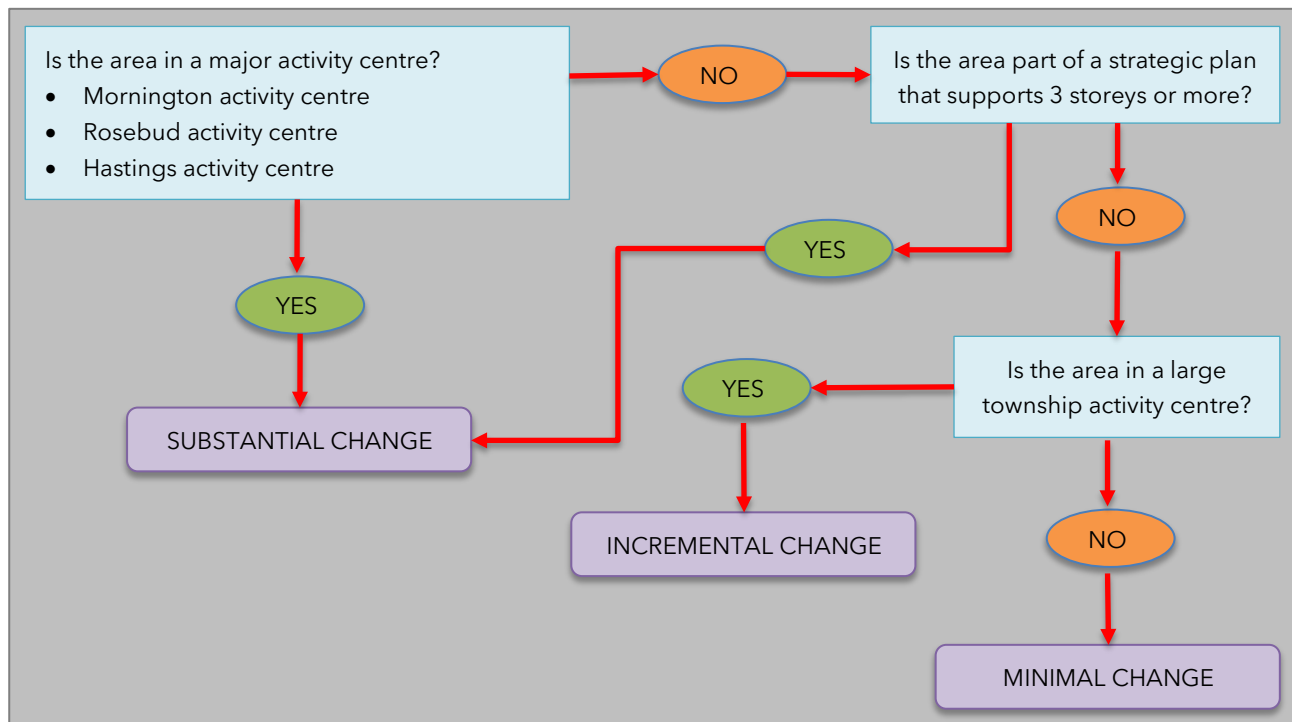 Is the area in a major activity centre?
• Mornington activity centre
• Rosebud activity centre
• Hastings activity centre
NO
Is the area part of a strategic plan
that supports 3 storeys or more?
NO
YES
YES
Is the area in a large
township activity centre?
YES
SUBSTANTIAL CHANGE
INCREMENTAL CHANGE
NO
MINIMAL CHANGE